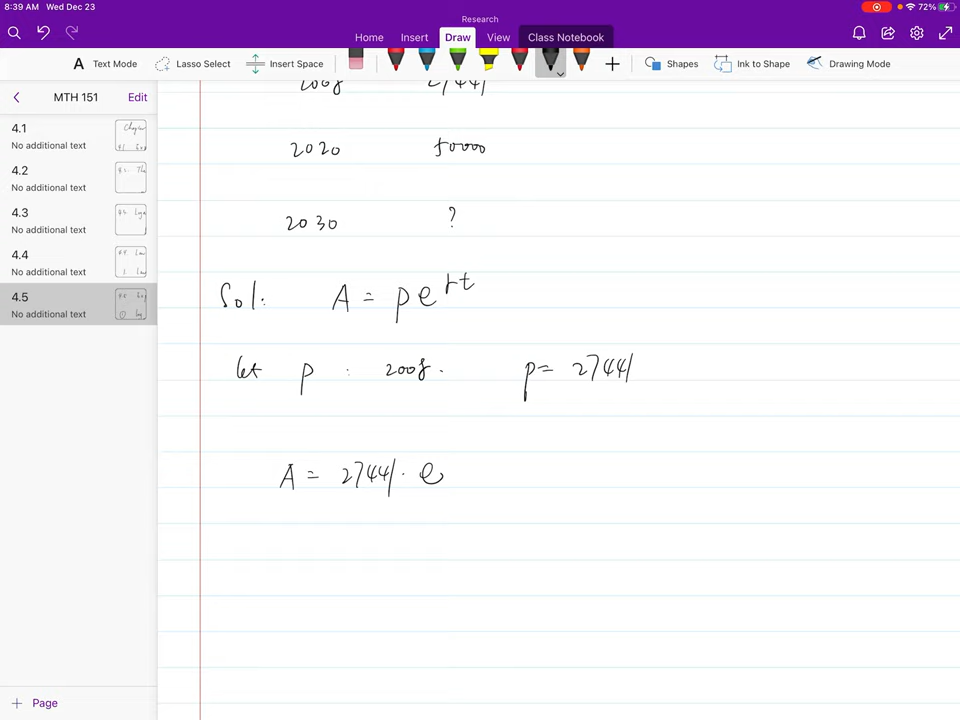 8:39 AM Wed Dec 23
72%
Research
Home Insert Draw View Class Notebook
Text Mode Lasso Select Insert Space Shapes Ink to Shape Drawing Mode
MTH 151 Edit
4.1
No additional text
4.2
No additional text
4.3
No additional text
4.4
No additional text
4.5
No additional text
Page
2008 27441
2020 50000
2030 ?
Sol: A = pe^rt
let p : 2008. p = 27441
A = 27441 · e